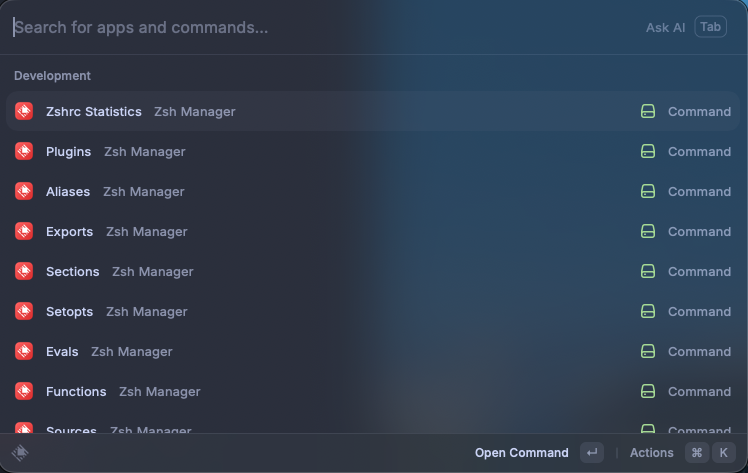 Search for apps and commands... Ask AI Tab
Development
Zshrc Statistics Zsh Manager Command
Plugins Zsh Manager Command
Aliases Zsh Manager Command
Exports Zsh Manager Command
Sections Zsh Manager Command
Setopts Zsh Manager Command
Evals Zsh Manager Command
Functions Zsh Manager Command
Sources Zsh Manager Command
Open Command ↵ Actions ⌘ K